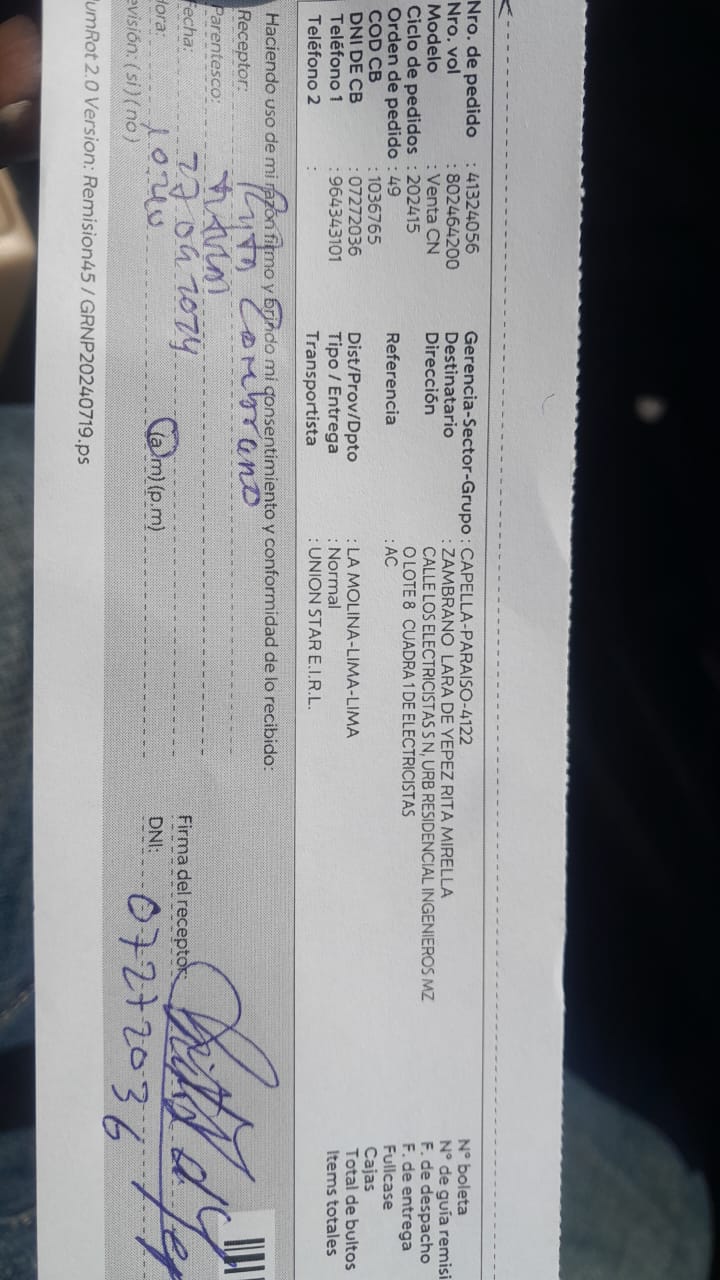 Nro. de pedido : 41324056
Nro. vol : 802464200
Modelo : Venta CN
Ciclo de pedidos : 202415
Orden de pedido : 49
COD CB : 1036765
DNI DE CB : 07272036
Teléfono 1 : 964343101
Teléfono 2 :
Gerencia-Sector-Grupo : CAPELLA-PARAISO-4122
Destinatario : ZAMBRANO LARA DE YEPEZ RITA MIRELLA
Dirección CALLE LOS ELECTRICISTAS S N, URB RESIDENCIAL INGENIEROS MZ
O LOTE 8 CUADRA 1 DE ELECTRICISTAS
Referencia : AC
Dist/Prov/Dpto : LA MOLINA-LIMA-LIMA
Tipo / Entrega : Normal
Transportista : UNION STAR E.I.R.L.
N° boleta
N° de guía remisi
F. de despacho
F. de entrega
Fullcase
Cajas
Total de bultos
Items totales
Haciendo uso de mi razón firmo y brindo mi consentimiento y conformidad de lo recibido:
Receptor: Rita Zambrano
Parentesco:
echa: 27 09 2024
ora: 10:40 (a.m) (p.m)
evisión: ( si ) ( no )
Firma del receptor:
DNI: 07272036
umRot 2.0 Version: Remision45 / GRNP20240719.ps